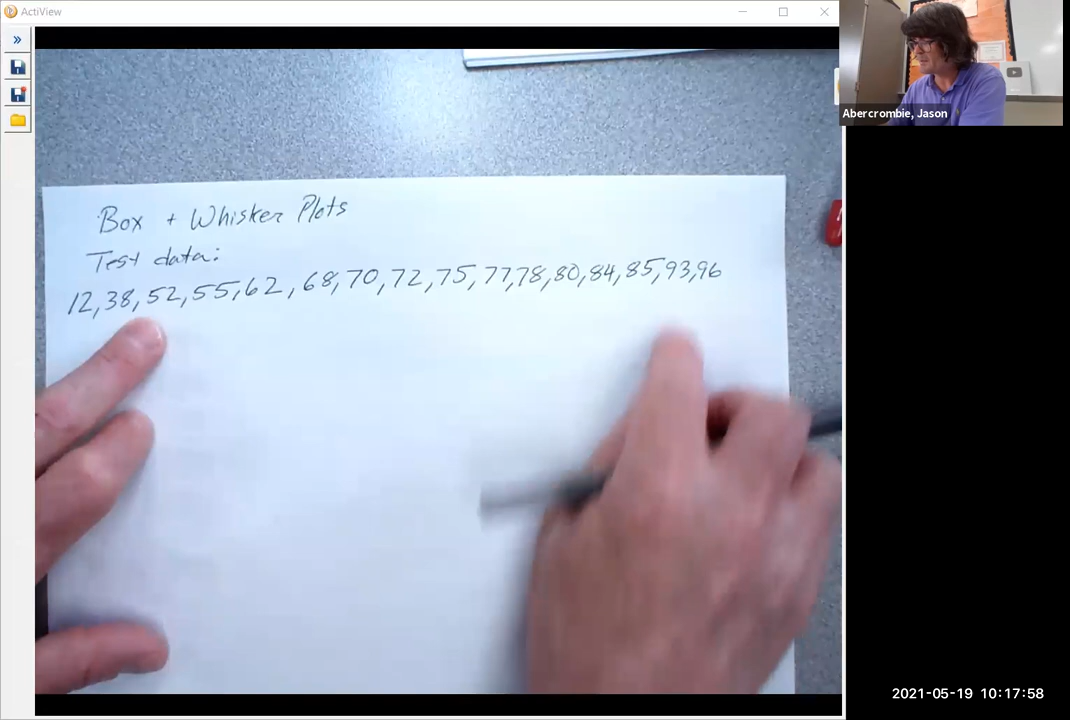 ActiView
Abercrombie, Jason
Box + Whisker Plots
Test data:
12,38,52,55,62,68,70,72,75,77,78,80,84,85,93,96
2021-05-19 10:17:58